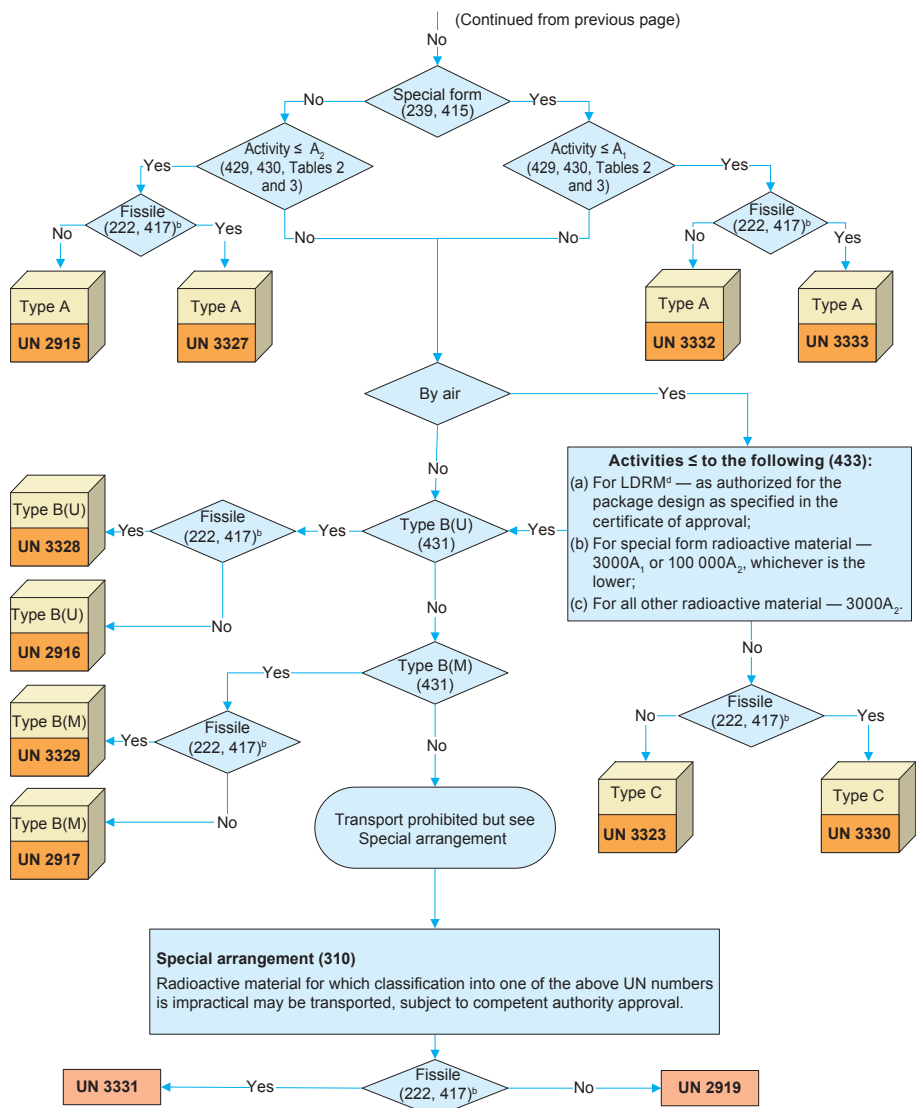 (Continued from previous page)
No
Special form
(239, 415)
No
Yes
Activity ≤ A₂
(429, 430, Tables 2
and 3)
Activity ≤ A₁
(429, 430, Tables 2
and 3)
Yes
Yes
Fissile
(222, 417)ᵇ
Fissile
(222, 417)ᵇ
No
Yes
No
No
No
Yes
Type A
UN 2915
Type A
UN 3327
Type A
UN 3332
Type A
UN 3333
By air
Yes
No
Activities ≤ to the following (433):
(a) For LDRMᵈ — as authorized for the
package design as specified in the
certificate of approval;
(b) For special form radioactive material —
3000A₁ or 100 000A₂, whichever is the
lower;
(c) For all other radioactive material — 3000A₂.
Type B(U)
UN 3328
Yes
Fissile
(222, 417)ᵇ
Yes
Type B(U)
(431)
Yes
Type B(U)
UN 2916
No
No
No
Type B(M)
(431)
Yes
Type B(M)
UN 3329
Yes
Fissile
(222, 417)ᵇ
No
Fissile
(222, 417)ᵇ
No
Yes
Type B(M)
UN 2917
No
Type C
UN 3323
Type C
UN 3330
Transport prohibited but see
Special arrangement
Special arrangement (310)
Radioactive material for which classification into one of the above UN numbers
is impractical may be transported, subject to competent authority approval.
UN 3331
Yes
Fissile
(222, 417)ᵇ
No
UN 2919